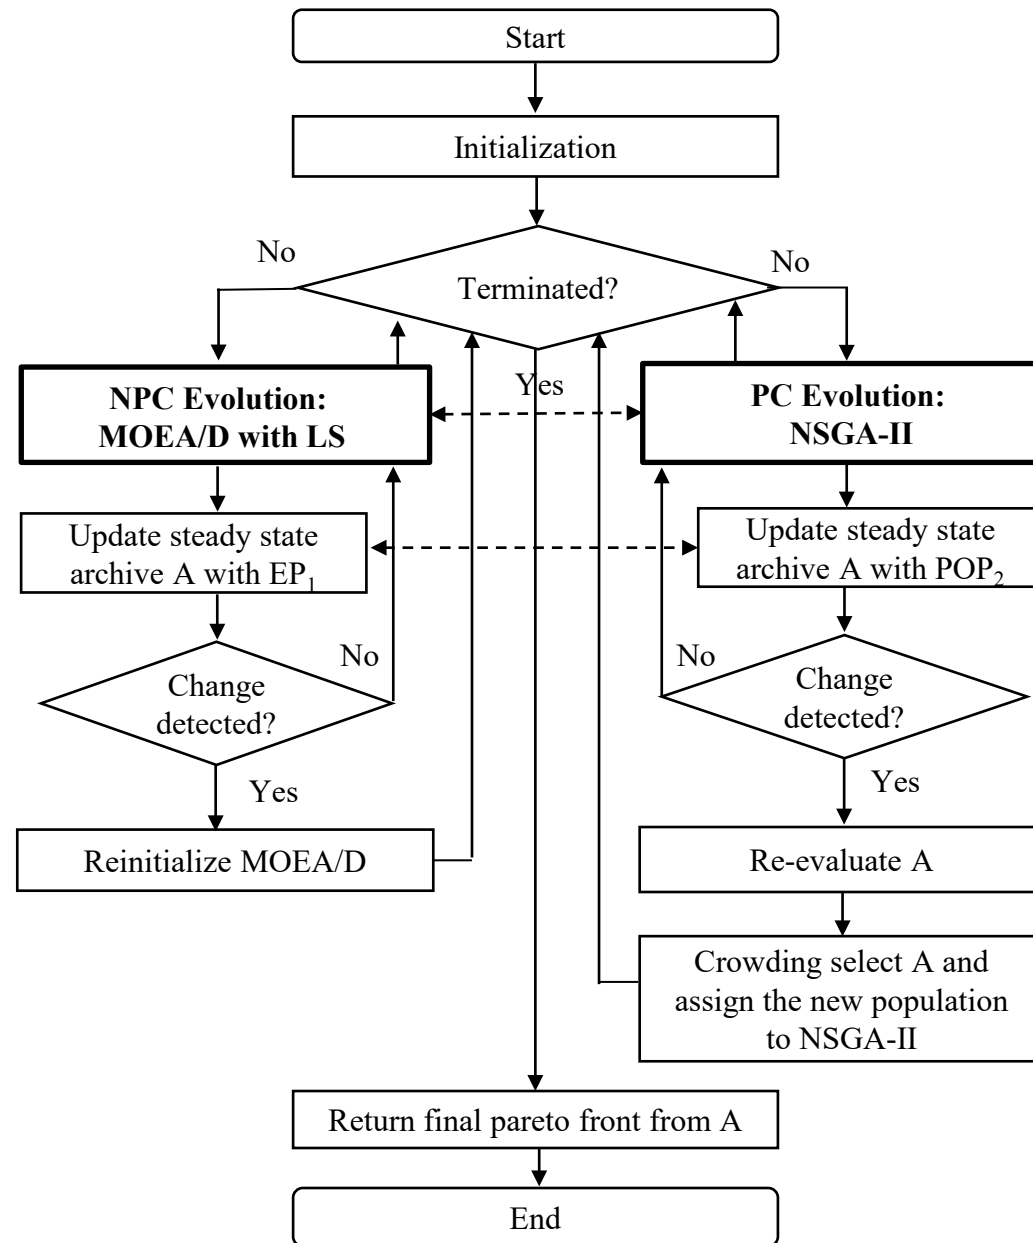 Start
Initialization
No
No
Terminated?
Yes
NPC Evolution:
MOEA/D with LS
PC Evolution:
NSGA-II
Update steady state
archive A with EP₁
Update steady state
archive A with POP₂
No
No
Change
detected?
Change
detected?
Yes
Yes
Reinitialize MOEA/D
Re-evaluate A
Crowding select A and
assign the new population
to NSGA-II
Return final pareto front from A
End